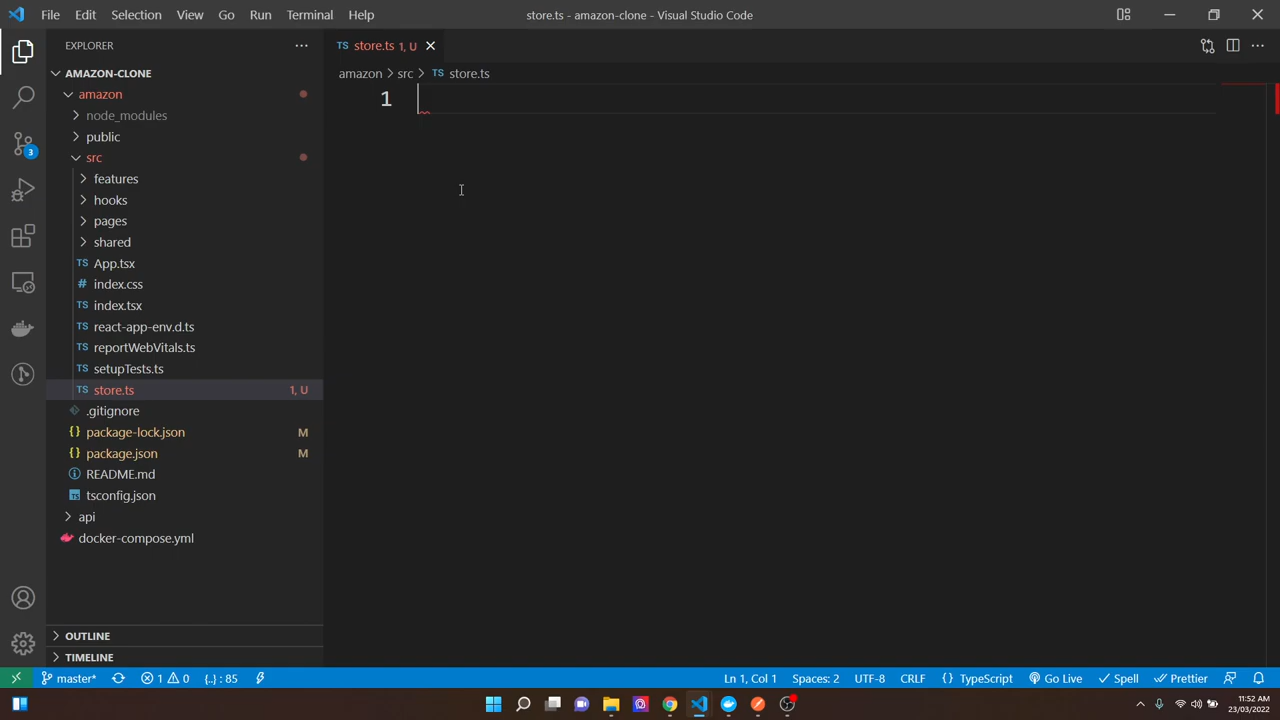 File Edit Selection View Go Run Terminal Help store.ts - amazon-clone - Visual Studio Code
EXPLORER
AMAZON-CLONE
amazon
node_modules
public
src
features
hooks
pages
shared
TS App.tsx
# index.css
TS index.tsx
TS react-app-env.d.ts
TS reportWebVitals.ts
TS setupTests.ts
TS store.ts 1, U
.gitignore
{} package-lock.json M
{} package.json M
README.md
tsconfig.json
api
docker-compose.yml
OUTLINE
TIMELINE
TS store.ts 1, U
amazon > src > TS store.ts
1
3
master* 1 0 {..} : 85 Ln 1, Col 1 Spaces: 2 UTF-8 CRLF {} TypeScript Go Live Spell Prettier
11:52 AM
23/03/2022